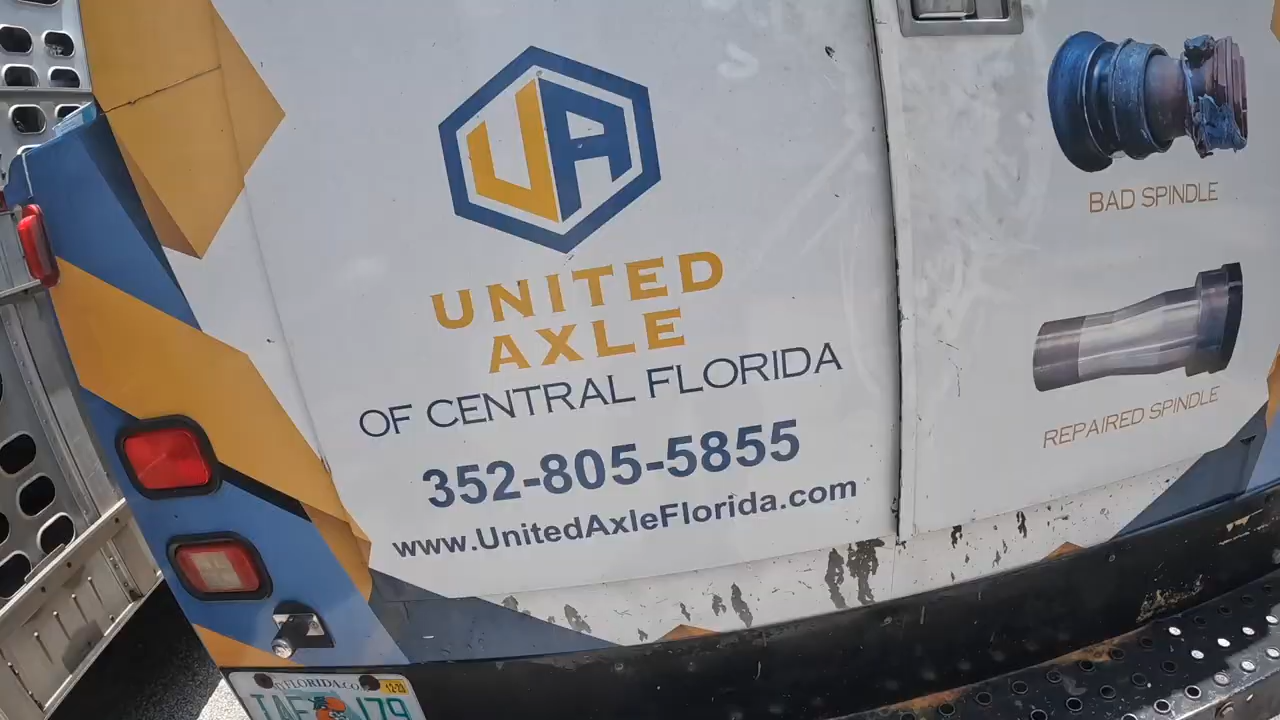 UA
UNITED
AXLE
OF CENTRAL FLORIDA
352-805-5855
www.UnitedAxleFlorida.com
BAD SPINDLE
REPAIRED SPINDLE